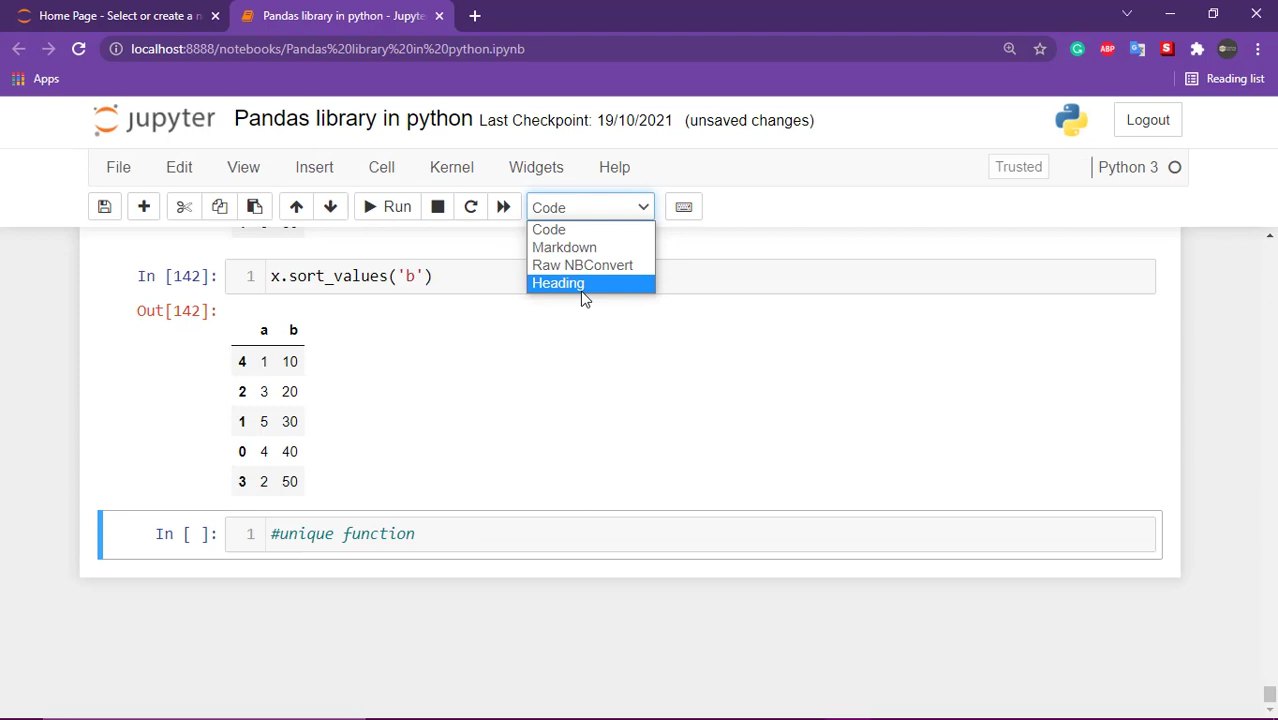 Home Page - Select or create a n
Pandas library in python - Jupyte
localhost:8888/notebooks/Pandas%20library%20in%20python.ipynb
ABP
S
Apps
Reading list
jupyter Pandas library in python Last Checkpoint: 19/10/2021 (unsaved changes)
Logout
File Edit View Insert Cell Kernel Widgets Help
Trusted
Python 3
Run
Code
Code
Markdown
Raw NBConvert
Heading
In [142]: 1 x.sort_values('b')
Out[142]:
a b
4 1 10
2 3 20
1 5 30
0 4 40
3 2 50
In [ ]: 1 #unique function